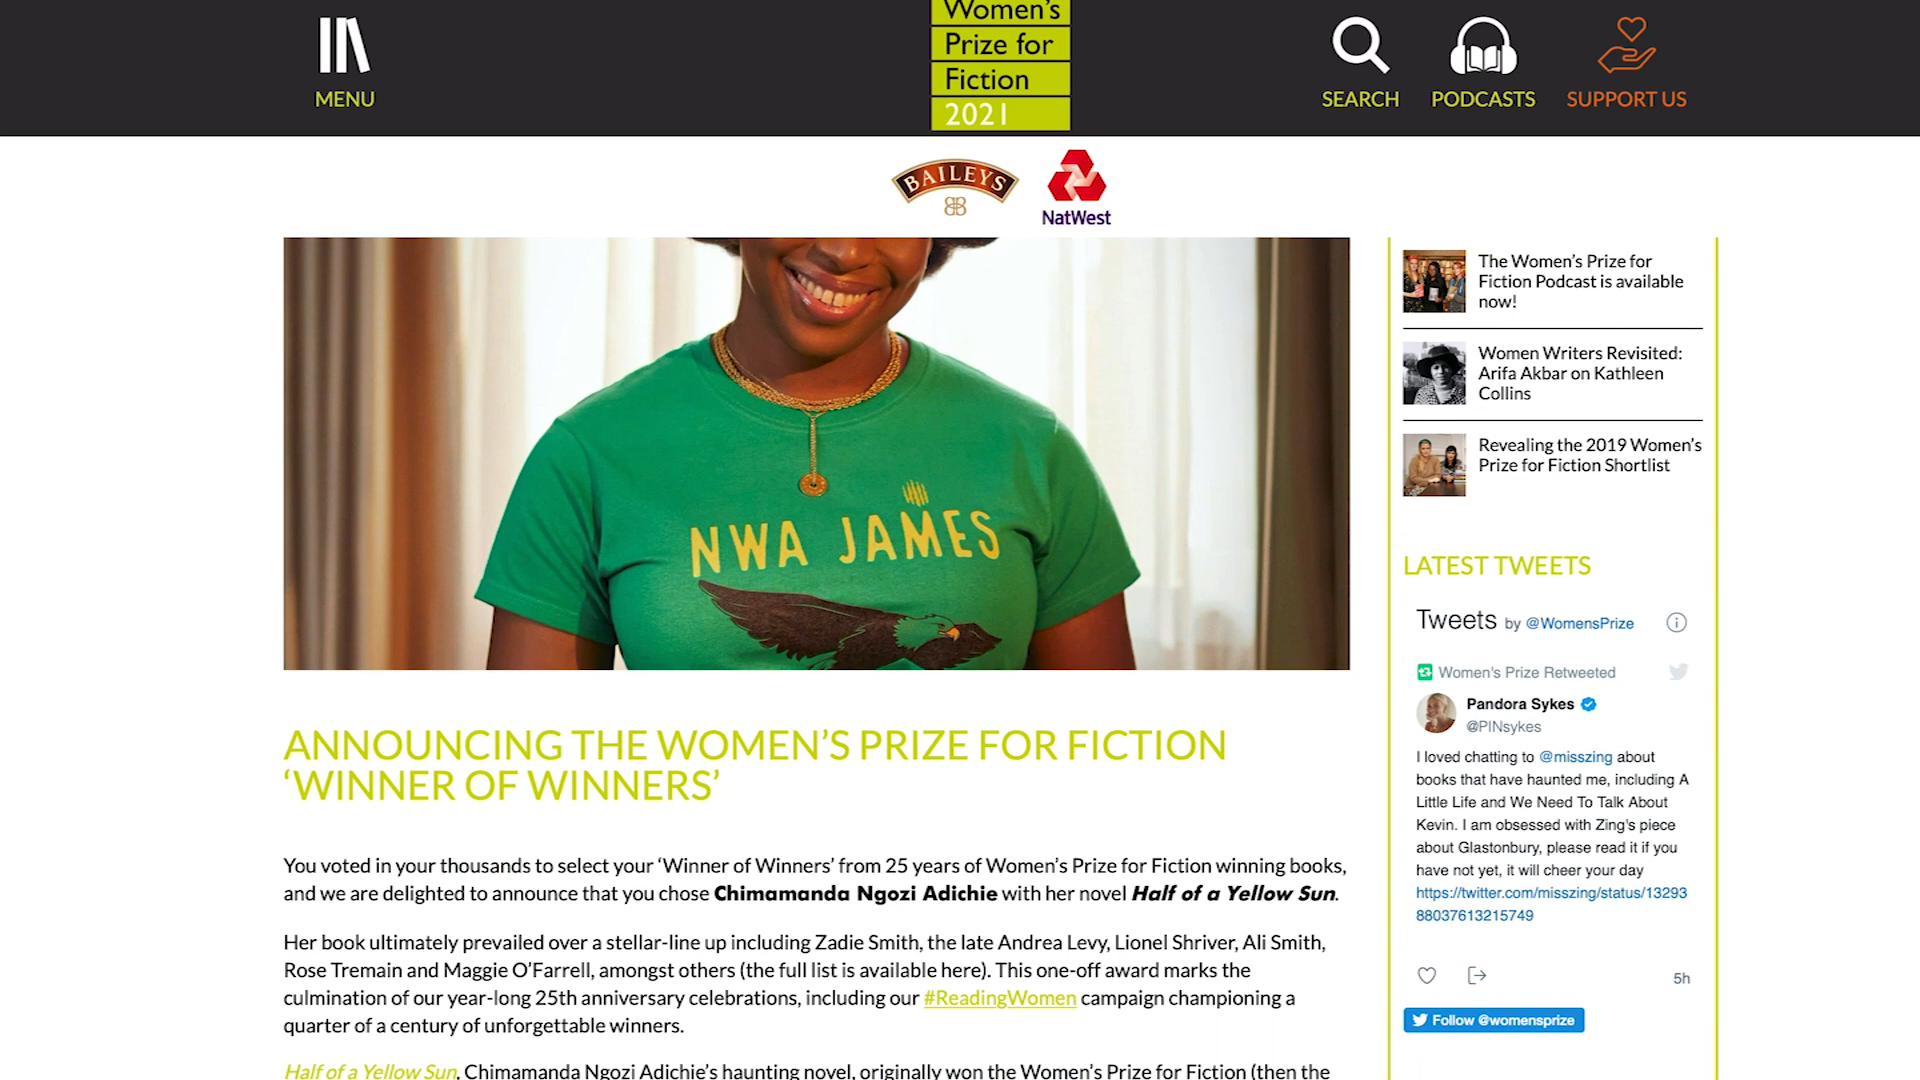 Women's
Prize for
Fiction
2021
MENU
SEARCH
PODCASTS
SUPPORT US
BAILEYS
NatWest
NWA JAMES
The Women's Prize for
Fiction Podcast is available
now!
Women Writers Revisited:
Arifa Akbar on Kathleen
Collins
Revealing the 2019 Women's
Prize for Fiction Shortlist
ANNOUNCING THE WOMEN'S PRIZE FOR FICTION
‘WINNER OF WINNERS’
You voted in your thousands to select your ‘Winner of Winners’ from 25 years of Women’s Prize for Fiction winning books,
and we are delighted to announce that you chose Chimamanda Ngozi Adichie with her novel Half of a Yellow Sun.
Her book ultimately prevailed over a stellar-line up including Zadie Smith, the late Andrea Levy, Lionel Shriver, Ali Smith,
Rose Tremain and Maggie O’Farrell, amongst others (the full list is available here). This one-off award marks the
culmination of our year-long 25th anniversary celebrations, including our #ReadingWomen campaign championing a
quarter of a century of unforgettable winners.
Half of a Yellow Sun, Chimamanda Ngozi Adichie’s haunting novel, originally won the Women’s Prize for Fiction (then the
LATEST TWEETS
Tweets by @WomensPrize
Women's Prize Retweeted
Pandora Sykes
@PINsykes
I loved chatting to @misszing about
books that have haunted me, including A
Little Life and We Need To Talk About
Kevin. I am obsessed with Zing's piece
about Glastonbury, please read it if you
have not yet, it will cheer your day
https://twitter.com/misszing/status/13293
88037613215749
5h
Follow @womensprize